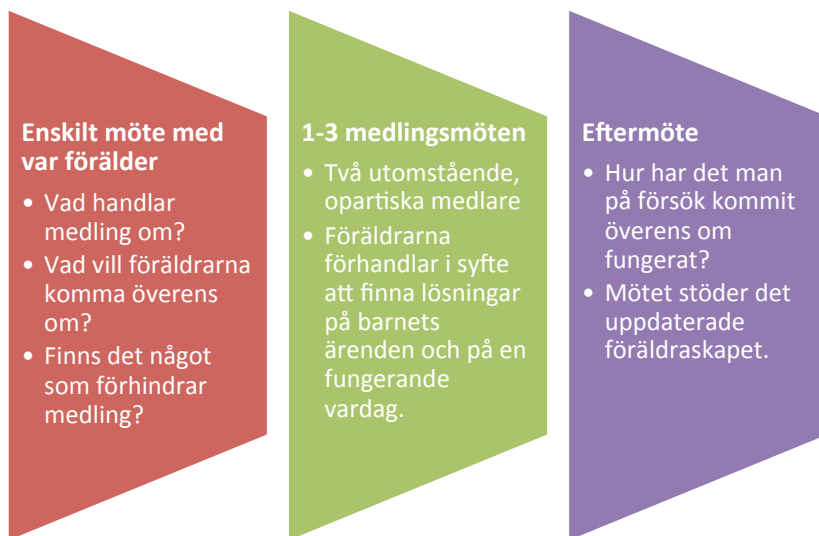 Enskilt möte med
var förälder
• Vad handlar
medling om?
• Vad vill föräldrarna
komma överens
om?
• Finns det något
som förhindrar
medling?
1-3 medlingsmöten
• Två utomstående,
opartiska medlare
• Föräldrarna
förhandlar i syfte
att finna lösningar
på barnets
ärenden och på en
fungerande
vardag.
Eftermöte
• Hur har det man
på försök kommit
överens om
fungerat?
• Mötet stöder det
uppdaterade
föräldraskapet.